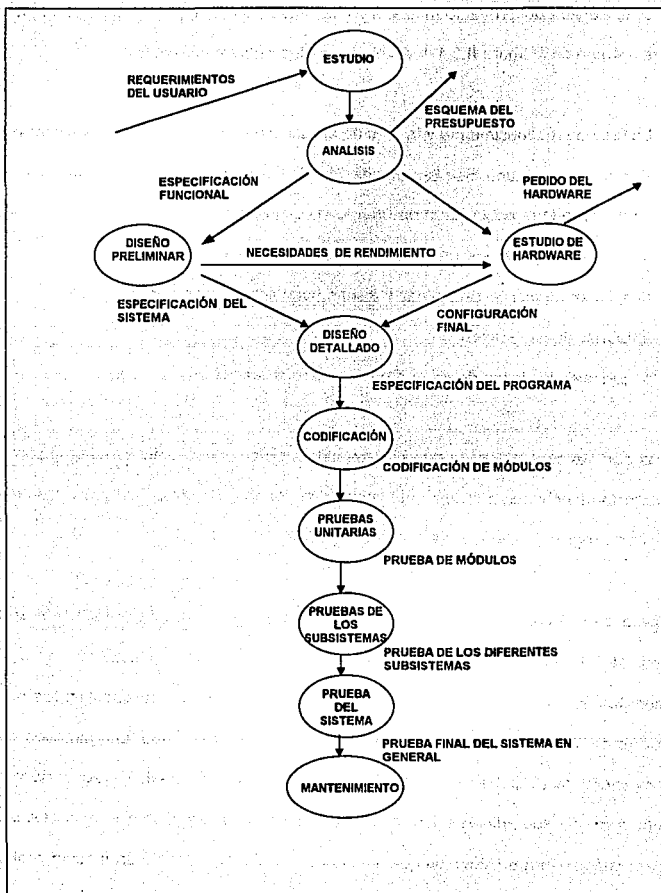 ESTUDIO
REQUERIMIENTOS
DEL USUARIO
ESQUEMA DEL
PRESUPUESTO
ANALISIS
ESPECIFICACIÓN
FUNCIONAL
PEDIDO DEL
HARDWARE
DISEÑO
PRELIMINAR
NECESIDADES DE RENDIMIENTO
ESTUDIO DE
HARDWARE
ESPECIFICACIÓN DEL
SISTEMA
CONFIGURACIÓN
FINAL
DISEÑO
DETALLADO
ESPECIFICACIÓN DEL PROGRAMA
CODIFICACIÓN
CODIFICACIÓN DE MÓDULOS
PRUEBAS
UNITARIAS
PRUEBA DE MÓDULOS
PRUEBAS DE
LOS
SUBSISTEMAS
PRUEBA DE LOS DIFERENTES
SUBSISTEMAS
PRUEBA
DEL
SISTEMA
PRUEBA FINAL DEL SISTEMA EN
GENERAL
MANTENIMIENTO